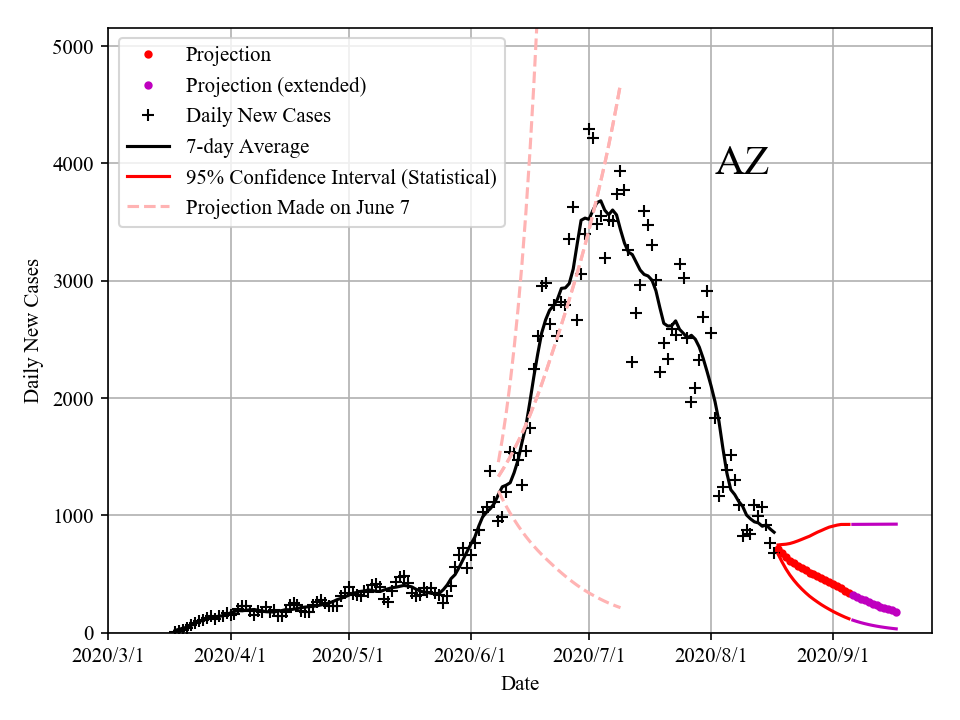 5000
4000
3000
2000
1000
0
Daily New Cases
Projection
Projection (extended)
Daily New Cases
7-day Average
95% Confidence Interval (Statistical)
Projection Made on June 7
AZ
2020/3/1 2020/4/1 2020/5/1 2020/6/1 2020/7/1 2020/8/1 2020/9/1
Date